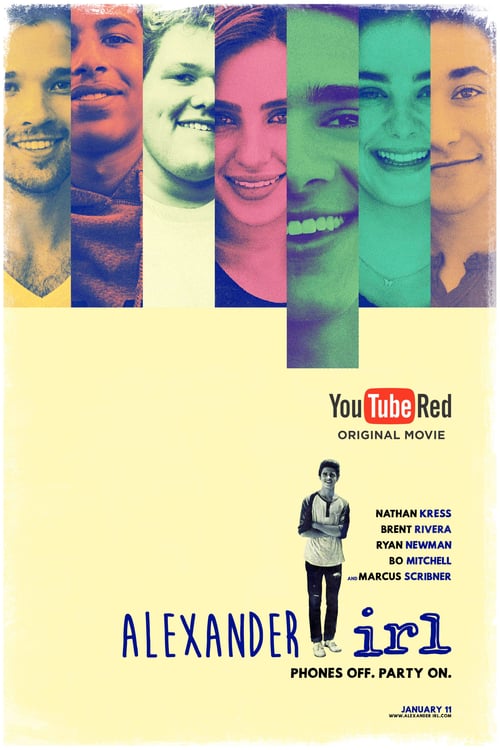 YouTube Red
ORIGINAL MOVIE
NATHAN KRESS
BRENT RIVERA
RYAN NEWMAN
BO MITCHELL
AND MARCUS SCRIBNER
ALEXANDER irl
PHONES OFF. PARTY ON.
JANUARY 11
WWW.ALEXANDER-IRL.COM